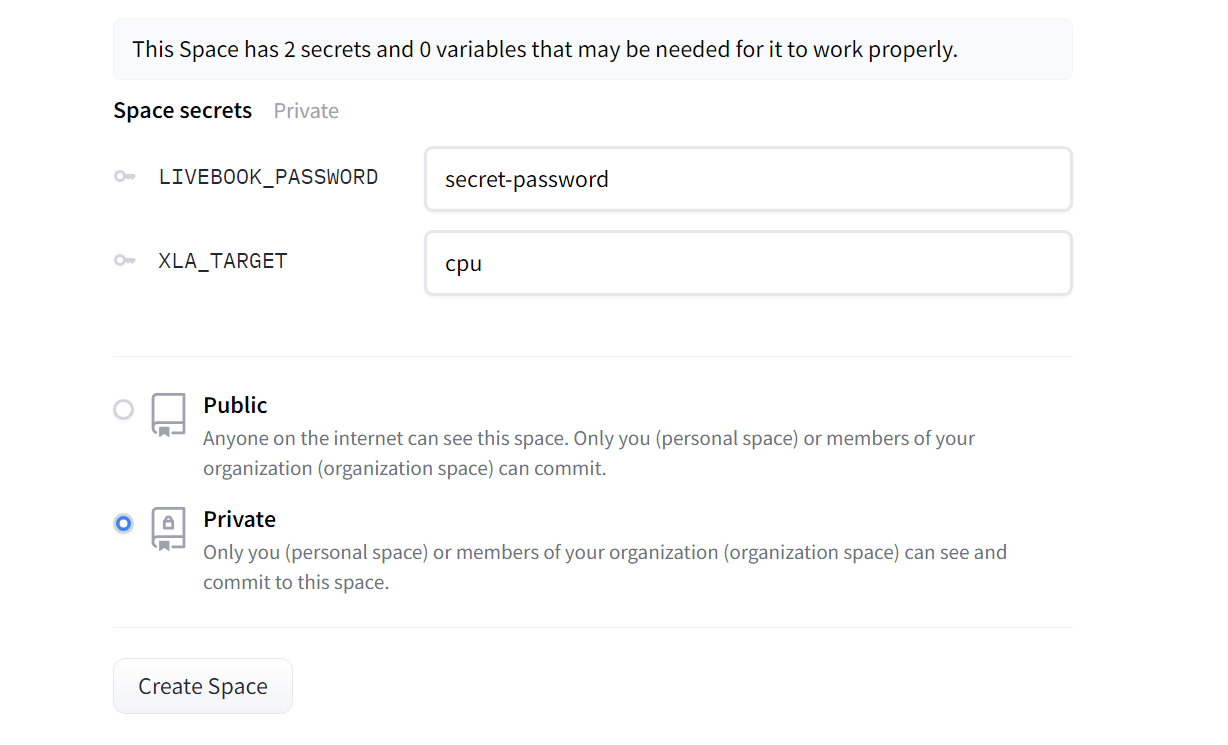 This Space has 2 secrets and 0 variables that may be needed for it to work properly.
Space secrets Private
LIVEBOOK_PASSWORD secret-password
XLA_TARGET cpu
Public
Anyone on the internet can see this space. Only you (personal space) or members of your
organization (organization space) can commit.
Private
Only you (personal space) or members of your organization (organization space) can see and
commit to this space.
Create Space